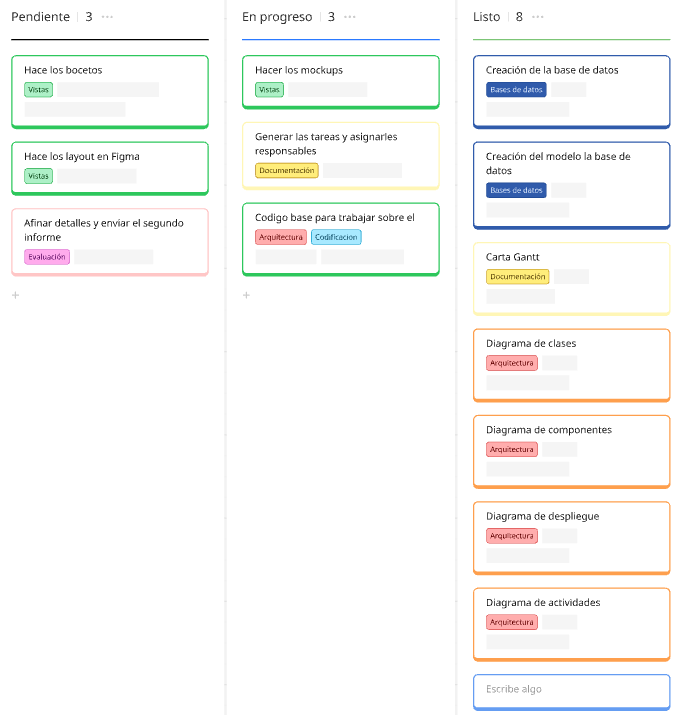 Pendiente 3 ...
Hace los bocetos
Vistas
Hace los layout en Figma
Vistas
Afinar detalles y enviar el segundo
informe
Evaluación
+
En progreso 3 ...
Hacer los mockups
Vistas
Generar las tareas y asignarles
responsables
Documentación
Codigo base para trabajar sobre el
Arquitectura Codificacion
+
Listo 8 ...
Creación de la base de datos
Bases de datos
Creación del modelo la base de
datos
Bases de datos
Carta Gantt
Documentación
Diagrama de clases
Arquitectura
Diagrama de componentes
Arquitectura
Diagrama de despliegue
Arquitectura
Diagrama de actividades
Arquitectura
Escribe algo